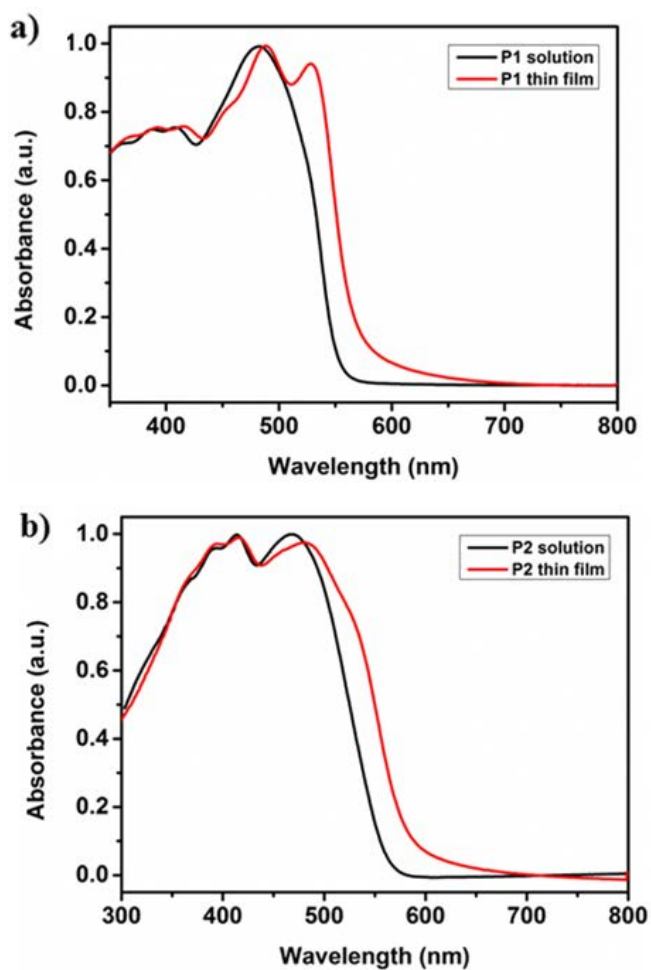 a)
P1 solution
P1 thin film
Absorbance (a.u.)
1.0
0.8
0.6
0.4
0.2
0.0
400 500 600 700 800
Wavelength (nm)
b)
P2 solution
P2 thin film
Absorbance (a.u.)
1.0
0.8
0.6
0.4
0.2
0.0
300 400 500 600 700 800
Wavelength (nm)